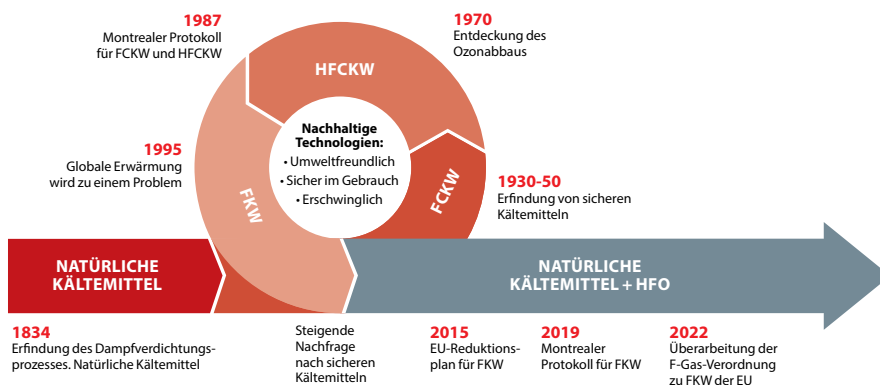 1987
Montrealer Protokoll
für FCKW und HFCKW
1970
Entdeckung des
Ozonabbaus
HFCKW
Nachhaltige
Technologien:
• Umweltfreundlich
• Sicher im Gebrauch
• Erschwinglich
1995
Globale Erwärmung
wird zu einem Problem
FKW
FCKW
1930-50
Erfindung von sicheren
Kältemitteln
NATÜRLICHE
KÄLTEMITTEL
NATÜRLICHE
KÄLTEMITTEL + HFO
1834
Erfindung des Dampfverdichtungs-
prozesses. Natürliche Kältemittel
Steigende
Nachfrage
nach sicheren
Kältemitteln
2015
EU-Reduktions-
plan für FKW
2019
Montrealer
Protokoll für FKW
2022
Überarbeitung der
F-Gas-Verordnung
zu FKW der EU